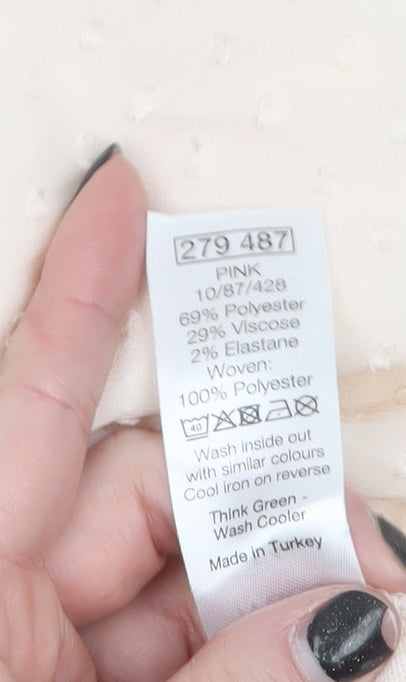 279 487
PINK
10/87/428
69% Polyester
29% Viscose
2% Elastane
Woven:
100% Polyester
40
Wash inside out
with similar colours
Cool iron on reverse
Think Green -
Wash Cooler
Made in Turkey